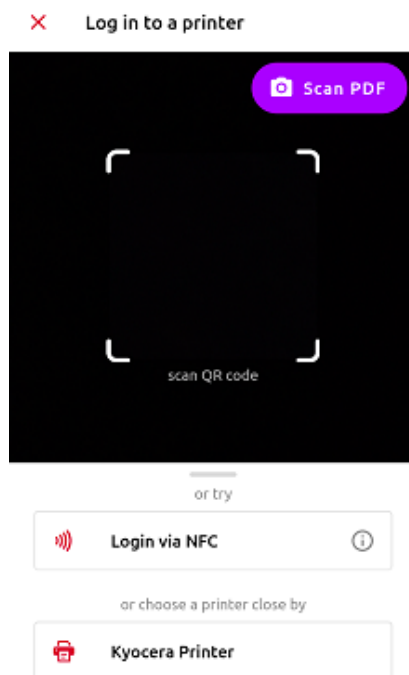 Log in to a printer
Scan PDF
scan QR code
or try
Login via NFC
or choose a printer close by
Kyocera Printer